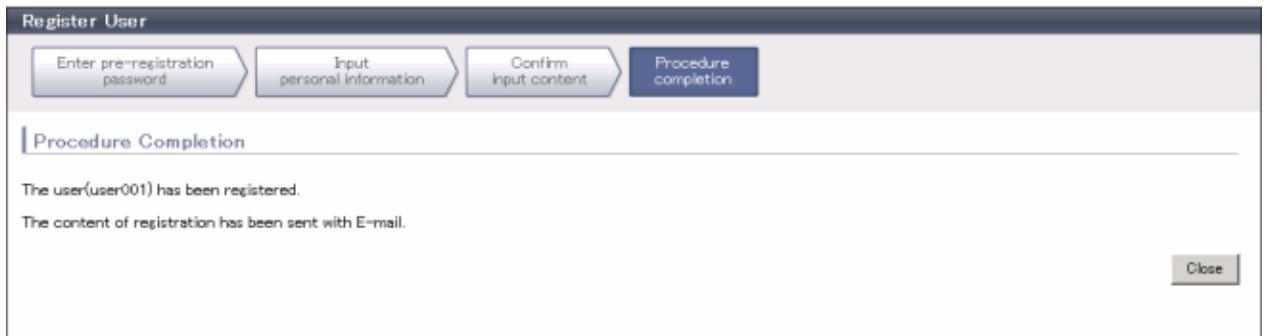 Register User
Enter pre-registration
password
Input
personal information
Confirm
input content
Procedure
completion
Procedure Completion
The user(user001) has been registered.
The content of registration has been sent with E-mail.
Close